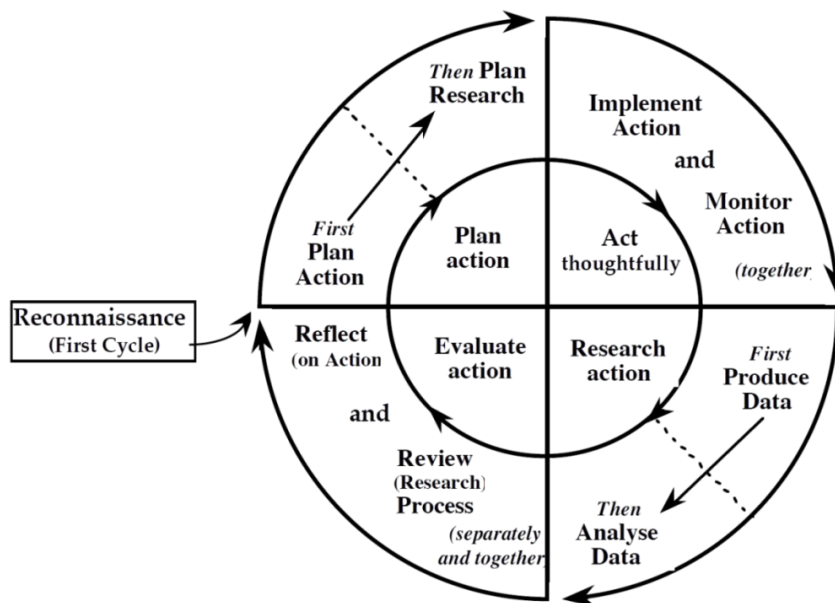 Then Plan
Research
First
Plan
Action
Plan
action
Implement
Action
and
Monitor
Action
(together
Act
thoughtfully
Reconnaissance
(First Cycle)
Reflect
(on Action
and
Review
(Research)
Process
(separately
and together
Evaluate
action
Research
action
First
Produce
Data
Then
Analyse
Data